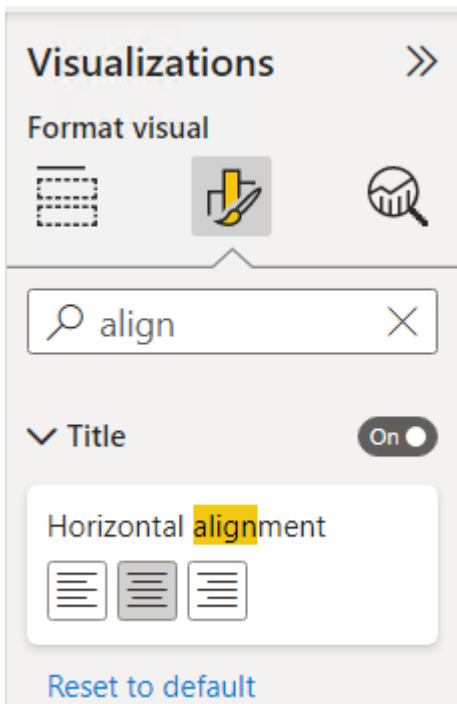 Visualizations
Format visual
align
Title
On
Horizontal alignment
Reset to default